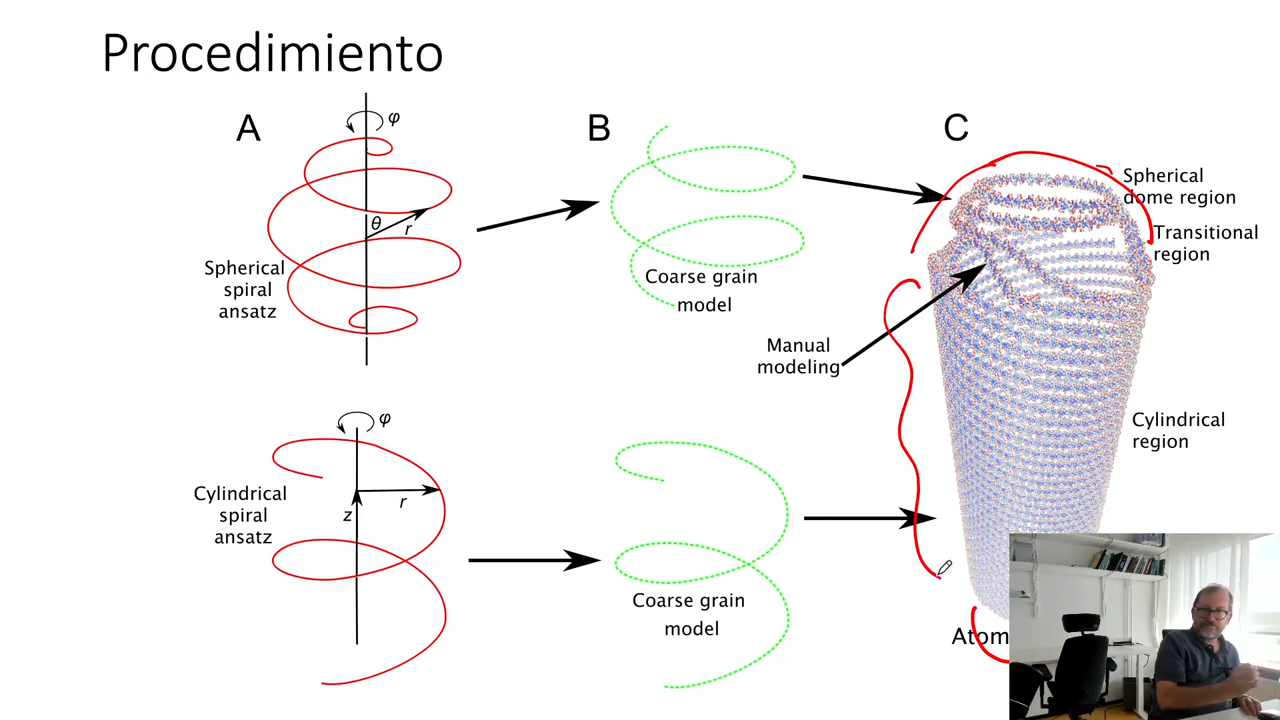 Procedimiento
A
B
C
φ
θ
r
Spherical
spiral
ansatz
Coarse grain
model
Spherical
dome region
Transitional
region
Manual
modeling
Cylindrical
region
φ
Cylindrical
spiral
ansatz
z
r
Coarse grain
model
Atom